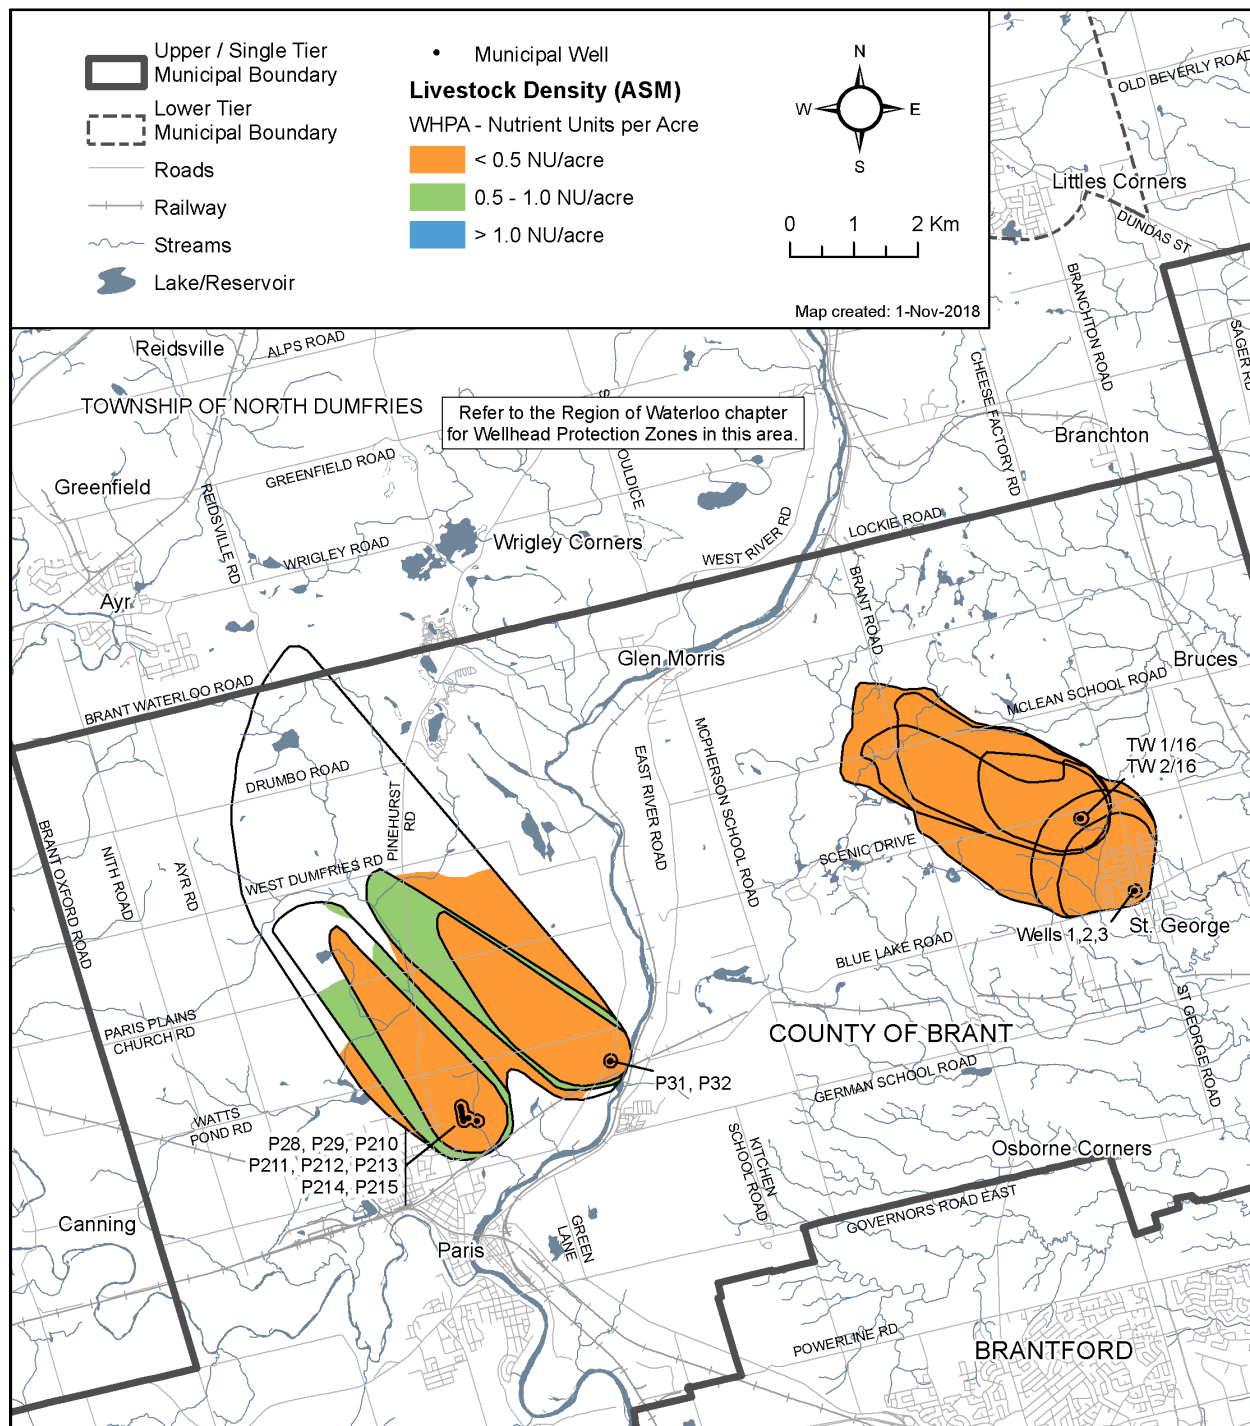 Upper / Single Tier
Municipal Boundary
Lower Tier
Municipal Boundary
Roads
Railway
Streams
Lake/Reservoir
Municipal Well
Livestock Density (ASM)
WHPA - Nutrient Units per Acre
< 0.5 NU/acre
0.5 - 1.0 NU/acre
> 1.0 NU/acre
N
W
E
S
0 1 2 Km
Map created: 1-Nov-2018
OLD BEVERLY ROAD
Littles Corners
DUNDAS ST
BRANCHTON ROAD
SAGER RD
CHEESE FACTORY RD
Branchton
Reidsville
ALPS ROAD
TOWNSHIP OF NORTH DUMFRIES
Refer to the Region of Waterloo chapter
for Wellhead Protection Zones in this area.
GREENFIELD ROAD
Greenfield
REIDSVILLE RD
WRIGLEY ROAD
Wrigley Corners
WEST RIVER RD
LOCKIE ROAD
BRANT ROAD
Ayr
Glen Morris
Bruces
BRANT WATERLOO ROAD
MCLEAN SCHOOL ROAD
TW 1/16
TW 2/16
DRUMBO ROAD
PINEHURST
RD
EAST RIVER ROAD
MCPHERSON SCHOOL ROAD
SCENIC DRIVE
BRANT OXFORD ROAD
NITH ROAD
AYR RD
WEST DUMFRIES RD
Wells 1,2,3
St. George
BLUE LAKE ROAD
PARIS PLAINS
CHURCH RD
COUNTY OF BRANT
ST GEORGE ROAD
P31, P32
GERMAN SCHOOL ROAD
WATTS
POND RD
P28, P29, P210
P211, P212, P213
P214, P215
KITCHEN
SCHOOL ROAD
Osborne Corners
GOVERNORS ROAD EAST
Canning
Paris
GREEN
LANE
POWERLINE RD
BRANTFORD